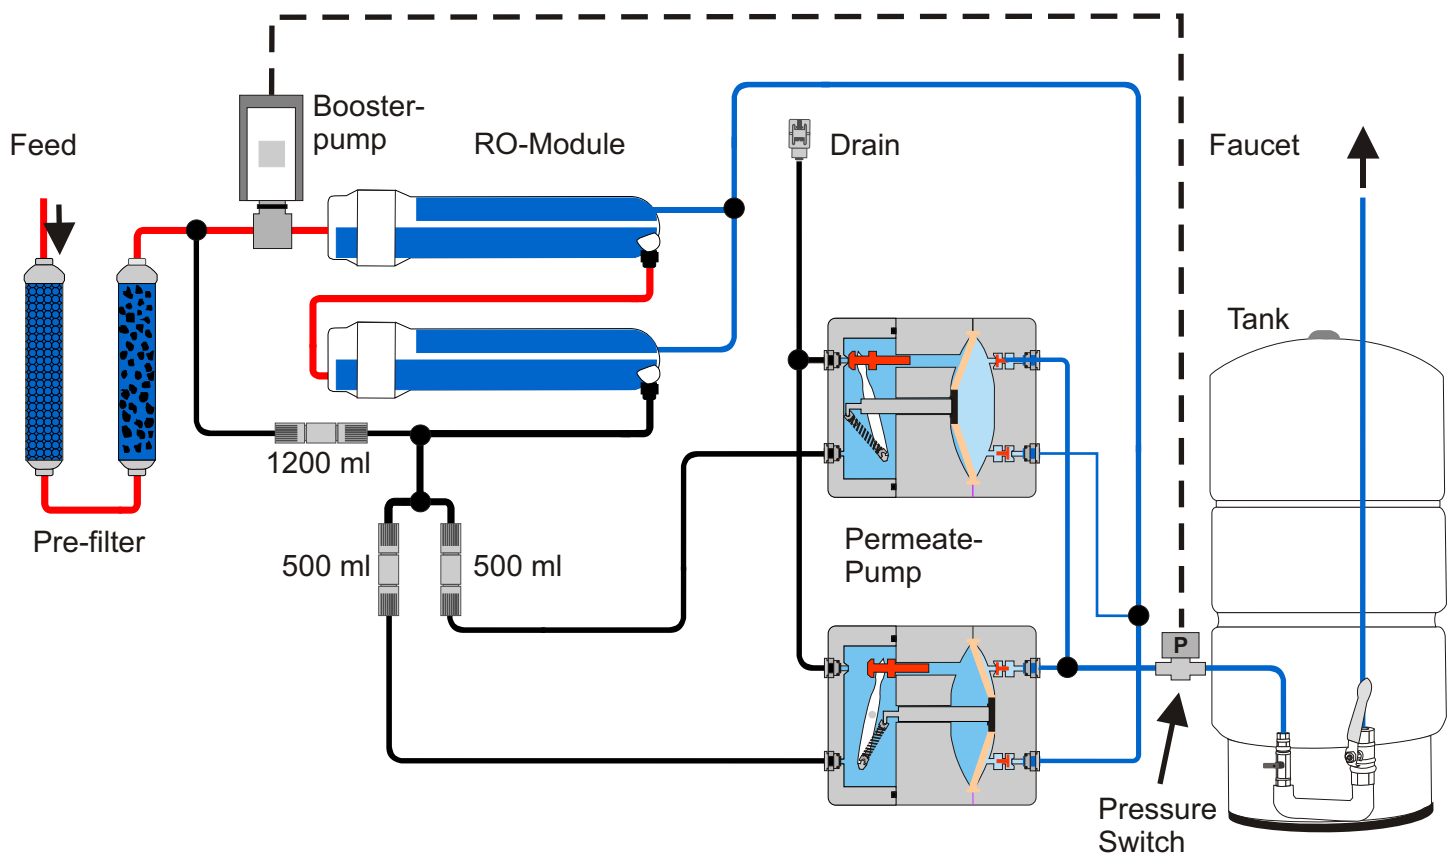 Booster-
pump
Feed
RO-Module
Drain
Faucet
Tank
1200 ml
Pre-filter
500 ml
500 ml
Permeate-
Pump
P
Pressure
Switch